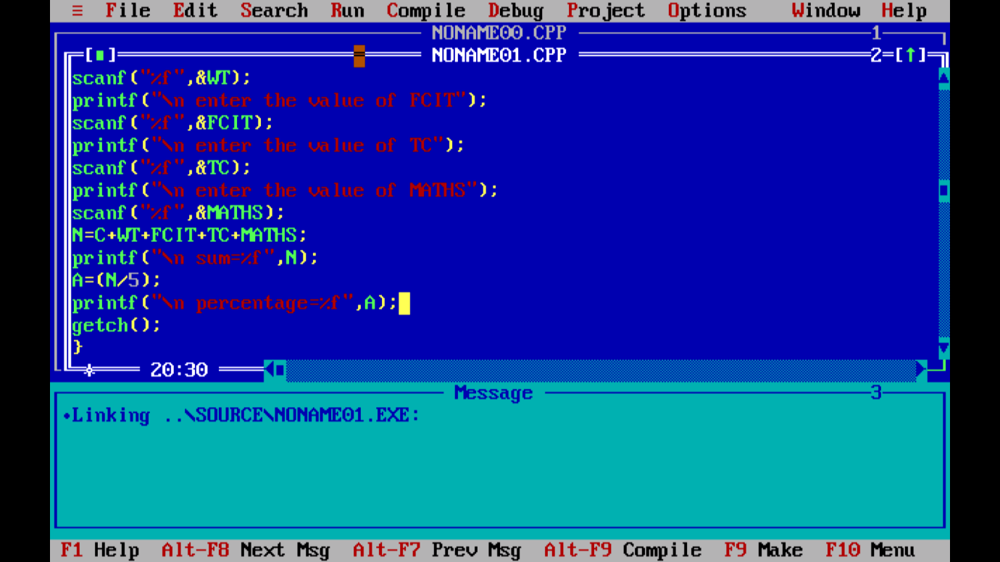 ≡ File Edit Search Run Compile Debug Project Options Window Help
NONAME00.CPP 1
[■] NONAME01.CPP 2=[↑]
scanf("%f",&WT);
printf("\n enter the value of FCIT");
scanf("%f",&FCIT);
printf("\n enter the value of TC");
scanf("%f",&TC);
printf("\n enter the value of MATHS");
scanf("%f",&MATHS);
N=C+WT+FCIT+TC+MATHS;
printf("\n sum=%f",N);
A=(N/5);
printf("\n percentage=%f",A);
getch();
}
20:30
Message 3
•Linking ..\SOURCE\NONAME01.EXE:
F1 Help Alt-F8 Next Msg Alt-F7 Prev Msg Alt-F9 Compile F9 Make F10 Menu